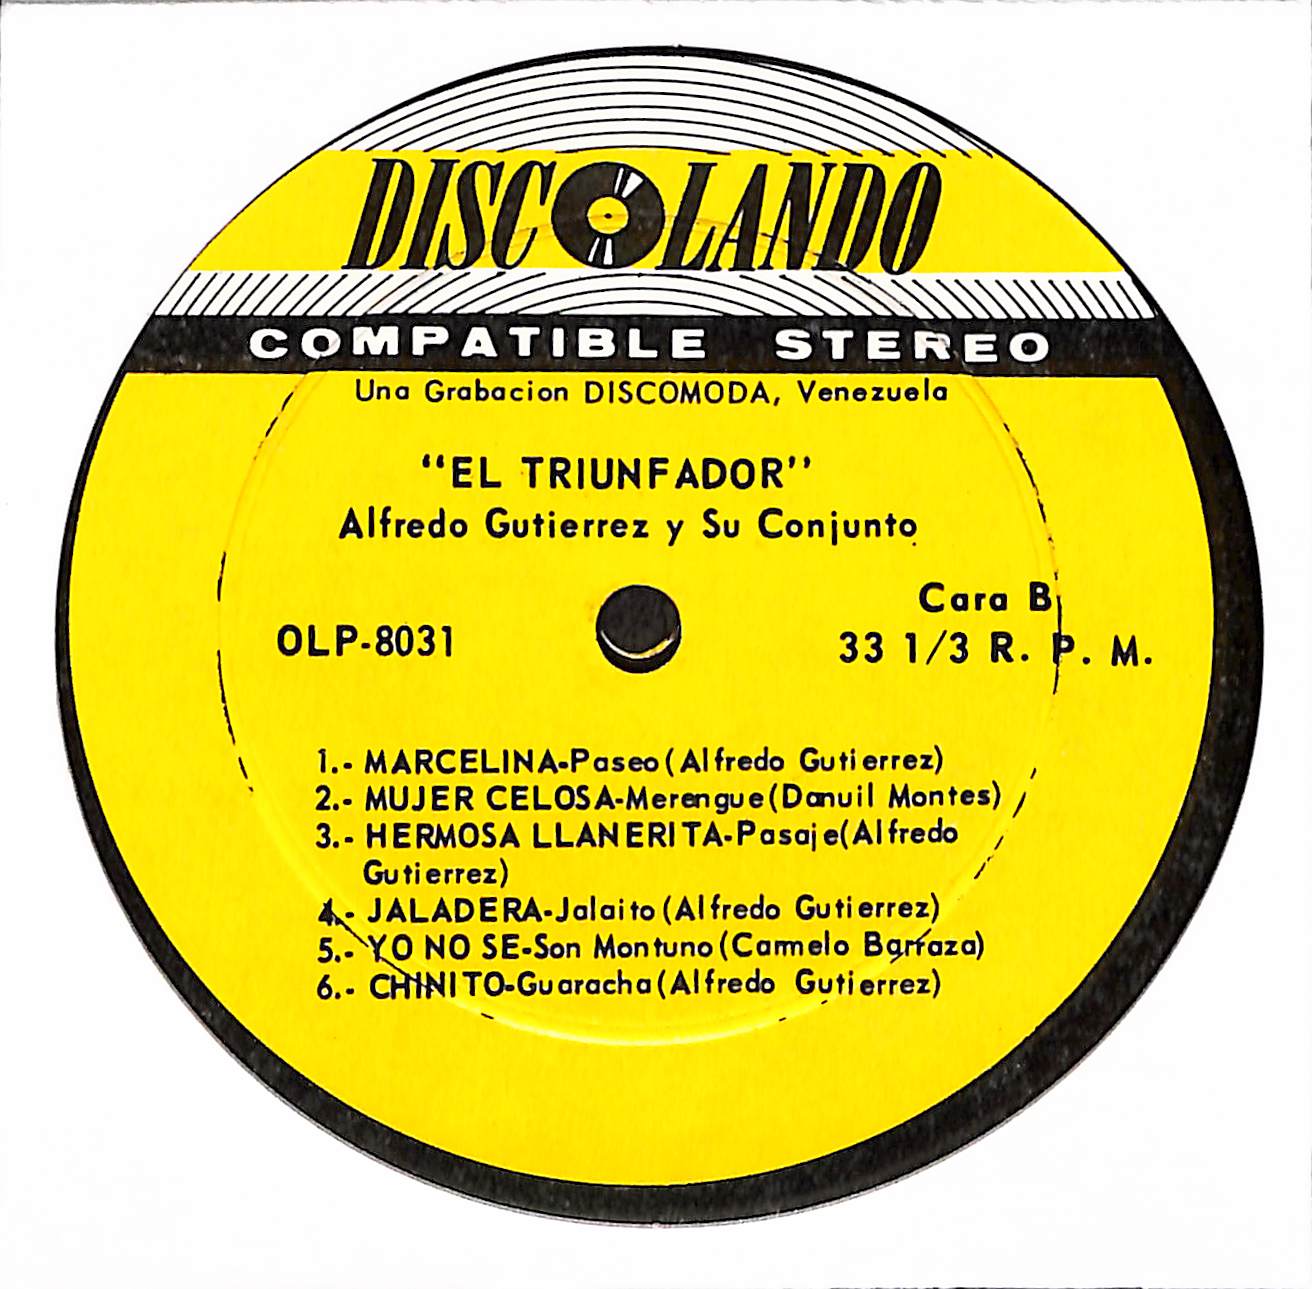 DISCOLANDO
COMPATIBLE STEREO
Una Grabacion DISCOMODA, Venezuela
"EL TRIUNFADOR"
Alfredo Gutierrez y Su Conjunto
Cara B
OLP-8031
33 1/3 R. P. M.
1.- MARCELINA-Paseo (Alfredo Gutierrez)
2.- MUJER CELOSA-Merengue (Danuil Montes)
3.- HERMOSA LLANERITA-Pasaje (Alfredo
Gutierrez)
4.- JALADERA-Jalaito (Alfredo Gutierrez)
5.- YO NO SE-Son Montuno (Carmelo Barraza)
6.- CHINITO-Guaracha (Alfredo Gutierrez)